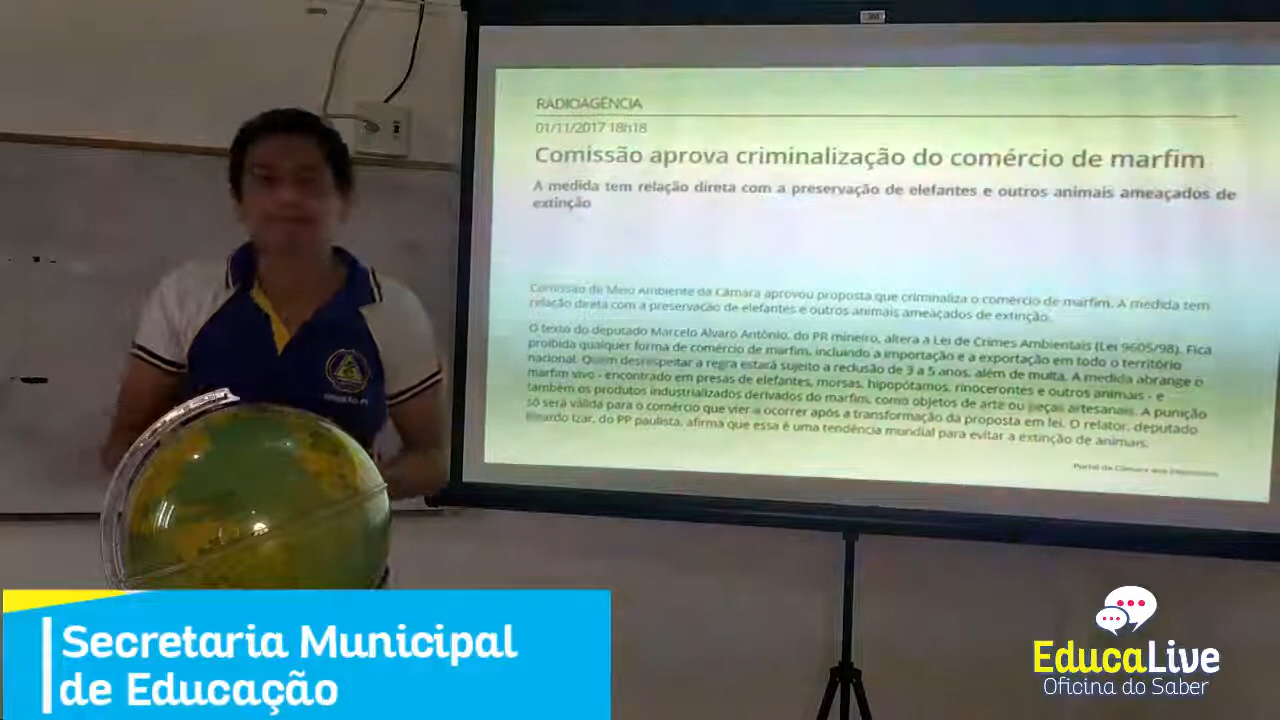 3M
RADIOAGÊNCIA
01/11/2017 18h18
Comissão aprova criminalização do comércio de marfim
A medida tem relação direta com a preservação de elefantes e outros animais ameaçados de
extinção
Comissão de Meio Ambiente da Câmara aprovou proposta que criminaliza o comércio de marfim. A medida tem
relação direta com a preservação de elefantes e outros animais ameaçados de extinção.
O texto do deputado Marcelo Álvaro Antônio, do PR mineiro, altera a Lei de Crimes Ambientais (Lei 9605/98). Fica
proibida qualquer forma de comércio de marfim, incluindo a importação e a exportação em todo o território
nacional. Quem desrespeitar a regra estará sujeito a reclusão de 3 a 5 anos, além de multa. A medida abrange o
marfim vivo - encontrado em presas de elefantes, morsas, hipopótamos, rinocerontes e outros animais - e
também os produtos industrializados derivados do marfim, como objetos de arte ou peças artesanais. A punição
só será válida para o comércio que vier a ocorrer após a transformação da proposta em lei. O relator, deputado
Ricardo Izar, do PP paulista, afirma que essa é uma tendência mundial para evitar a extinção de animais.
Portal da Câmara dos Deputados
Secretaria Municipal
de Educação
EducaLive
Oficina do Saber